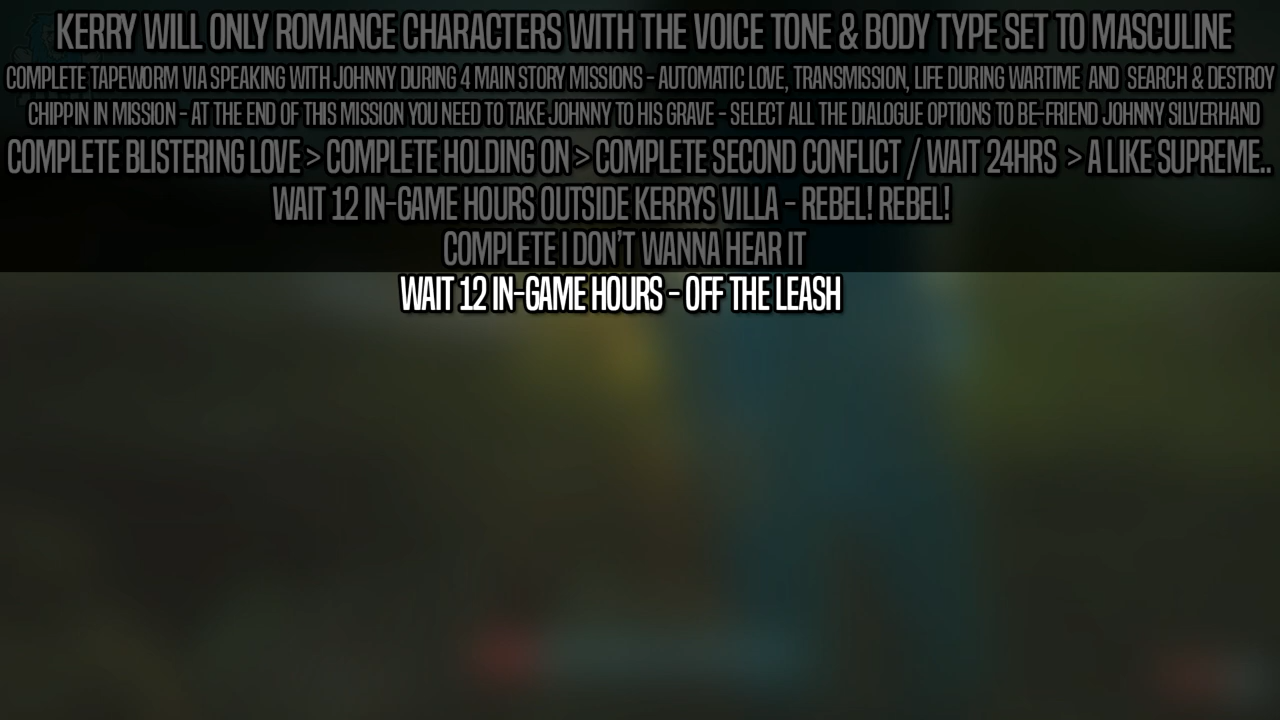 KERRY WILL ONLY ROMANCE CHARACTERS WITH THE VOICE TONE & BODY TYPE SET TO MASCULINE
COMPLETE TAPEWORM VIA SPEAKING WITH JOHNNY DURING 4 MAIN STORY MISSIONS - AUTOMATIC LOVE, TRANSMISSION, LIFE DURING WARTIME AND SEARCH & DESTROY
CHIPPIN IN MISSION - AT THE END OF THIS MISSION YOU NEED TO TAKE JOHNNY TO HIS GRAVE - SELECT ALL THE DIALOGUE OPTIONS TO BE-FRIEND JOHNNY SILVERHAND
COMPLETE BLISTERING LOVE > COMPLETE HOLDING ON > COMPLETE SECOND CONFLICT / WAIT 24HRS > A LIKE SUPREME..
WAIT 12 IN-GAME HOURS OUTSIDE KERRYS VILLA - REBEL! REBEL!
COMPLETE I DON'T WANNA HEAR IT
WAIT 12 IN-GAME HOURS - OFF THE LEASH